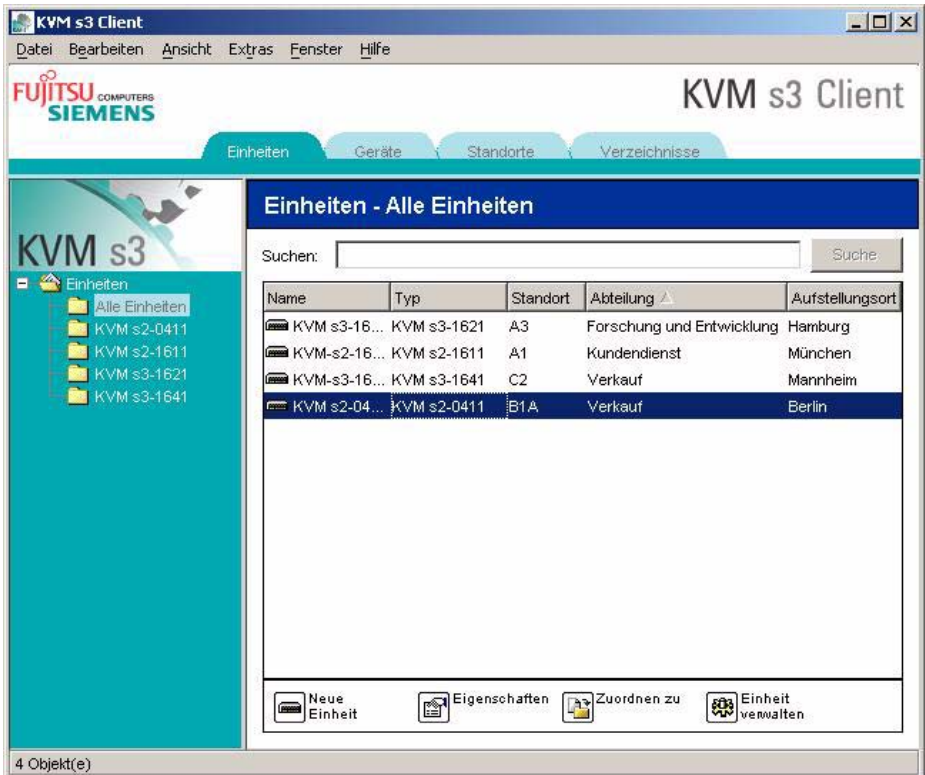 KVM s3 Client
Datei Bearbeiten Ansicht Extras Fenster Hilfe
FUJITSU COMPUTERS
SIEMENS
KVM s3 Client
Einheiten Geräte Standorte Verzeichnisse
KVM s3
Einheiten
Alle Einheiten
KVM s2-0411
KVM s2-1611
KVM s3-1621
KVM s3-1641
Einheiten - Alle Einheiten
Suchen: Suche
Name Typ Standort Abteilung Aufstellungsort
KVM s3-16... KVM s3-1621 A3 Forschung und Entwicklung Hamburg
KVM-s2-16... KVM s2-1611 A1 Kundendienst München
KVM-s3-16... KVM s3-1641 C2 Verkauf Mannheim
KVM s2-04... KVM s2-0411 B1A Verkauf Berlin
Neue Einheit
Eigenschaften
Zuordnen zu
Einheit verwalten
4 Objekt(e)